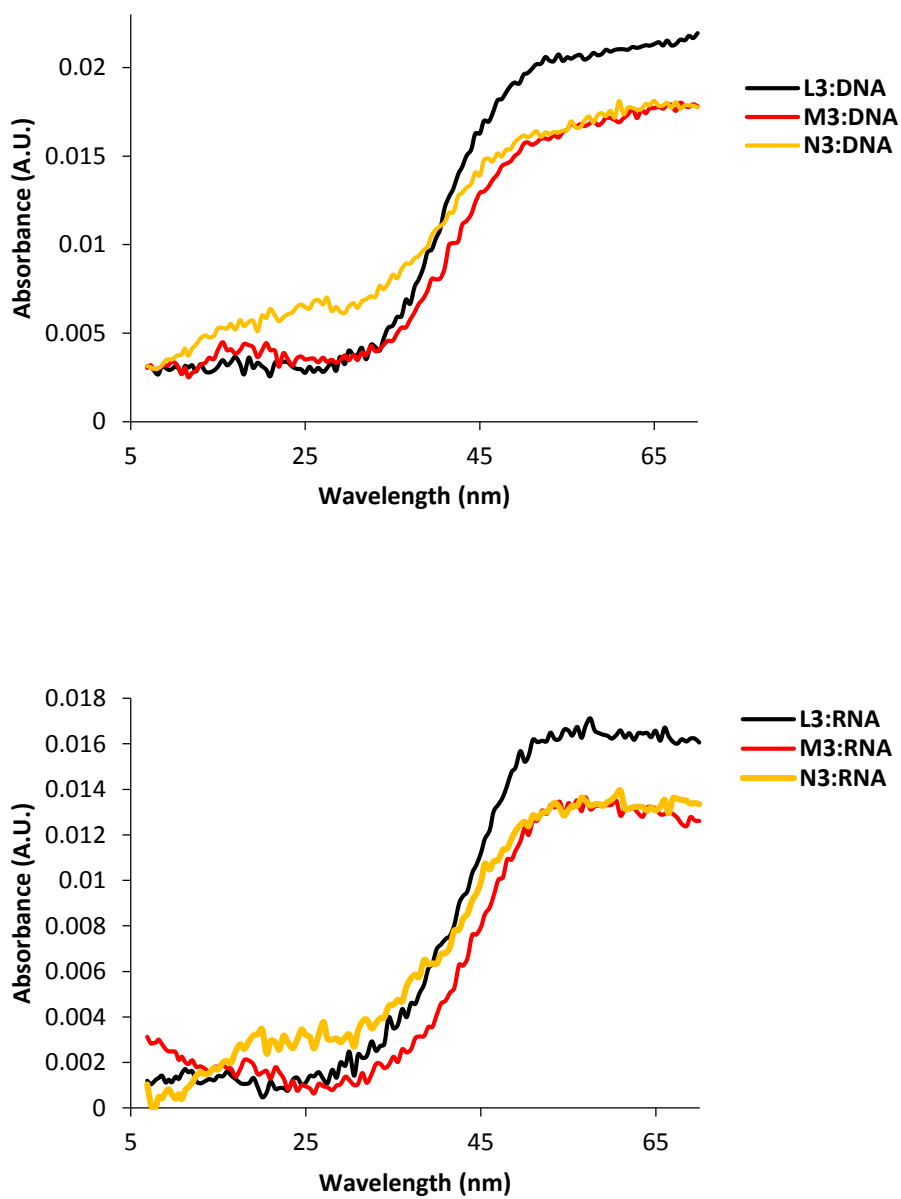 0.02
0.015
0.01
0.005
0
Absorbance (A.U.)
5 25 45 65
Wavelength (nm)
L3:DNA
M3:DNA
N3:DNA
0.018
0.016
0.014
0.012
0.01
0.008
0.006
0.004
0.002
0
Absorbance (A.U.)
5 25 45 65
Wavelength (nm)
L3:RNA
M3:RNA
N3:RNA